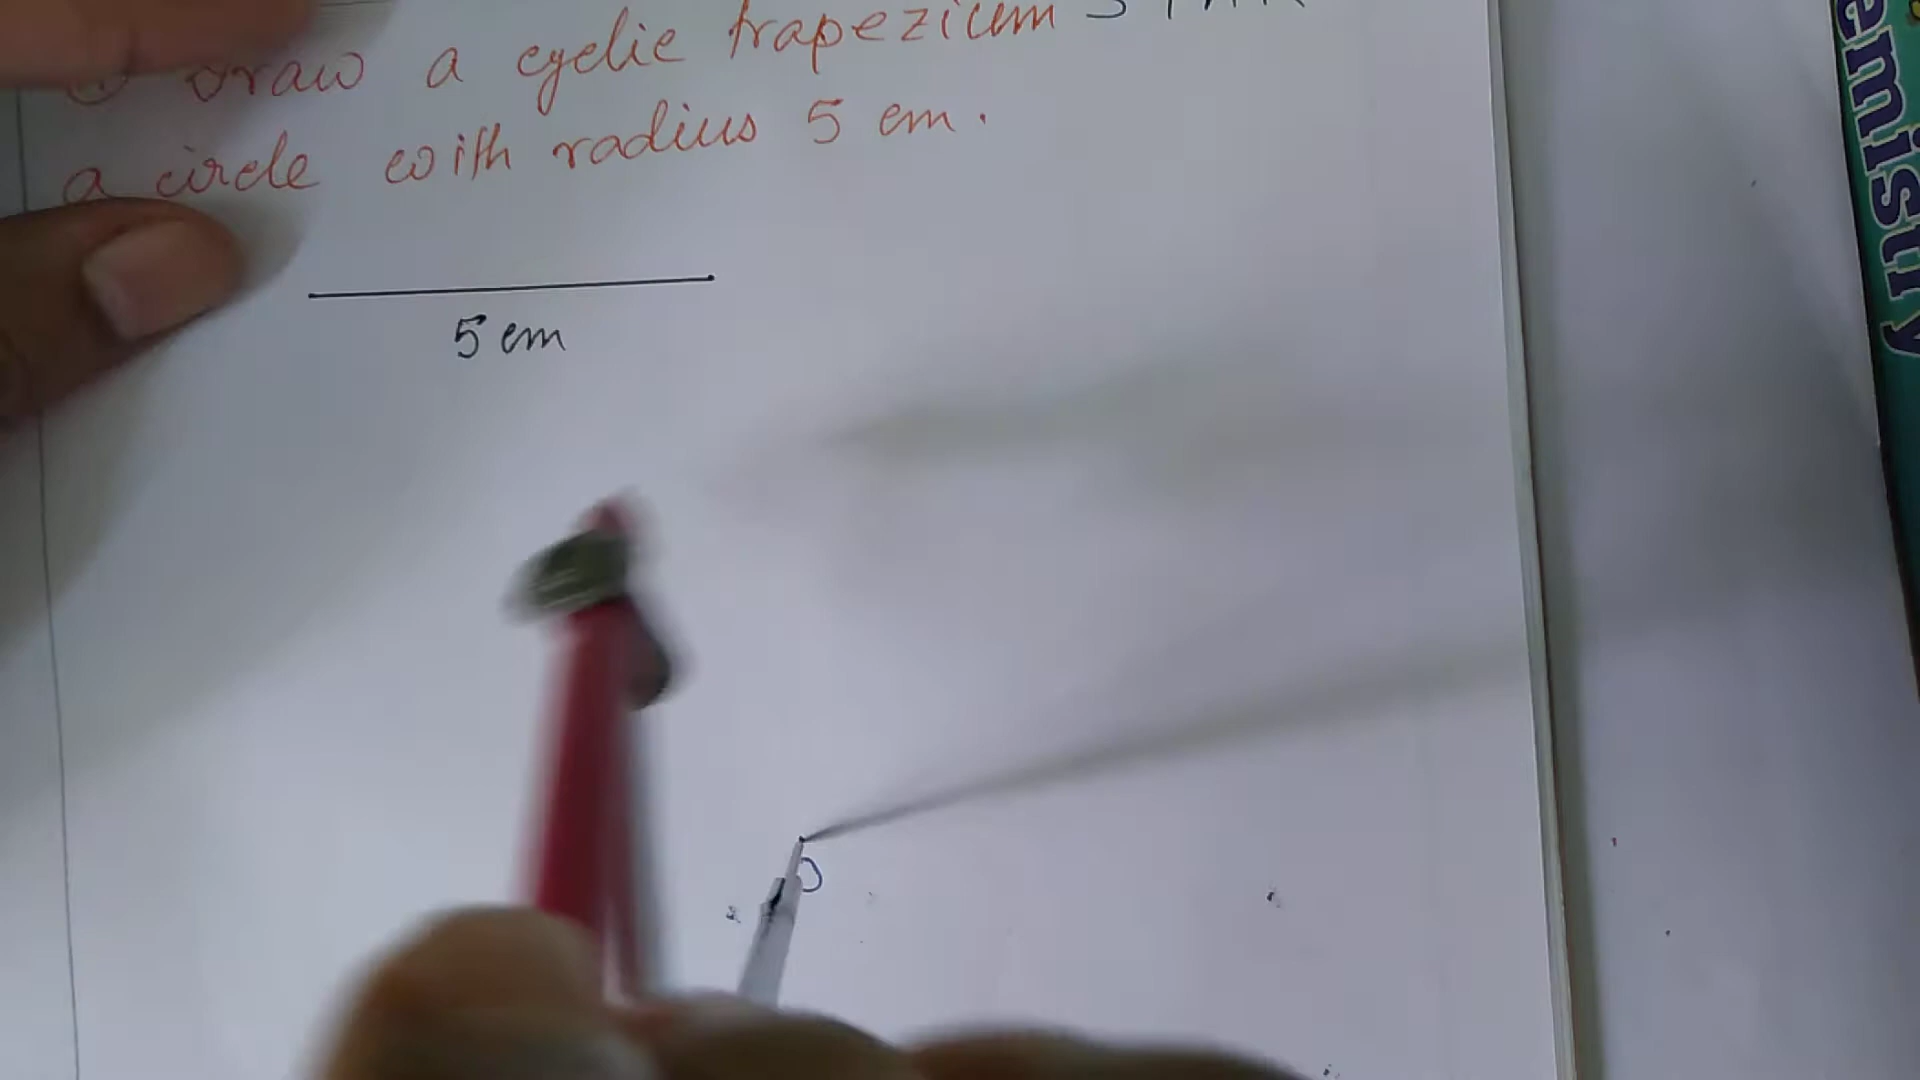 Draw a cyclic trapezium
a circle with radius 5 cm.
5 cm
O
emistry